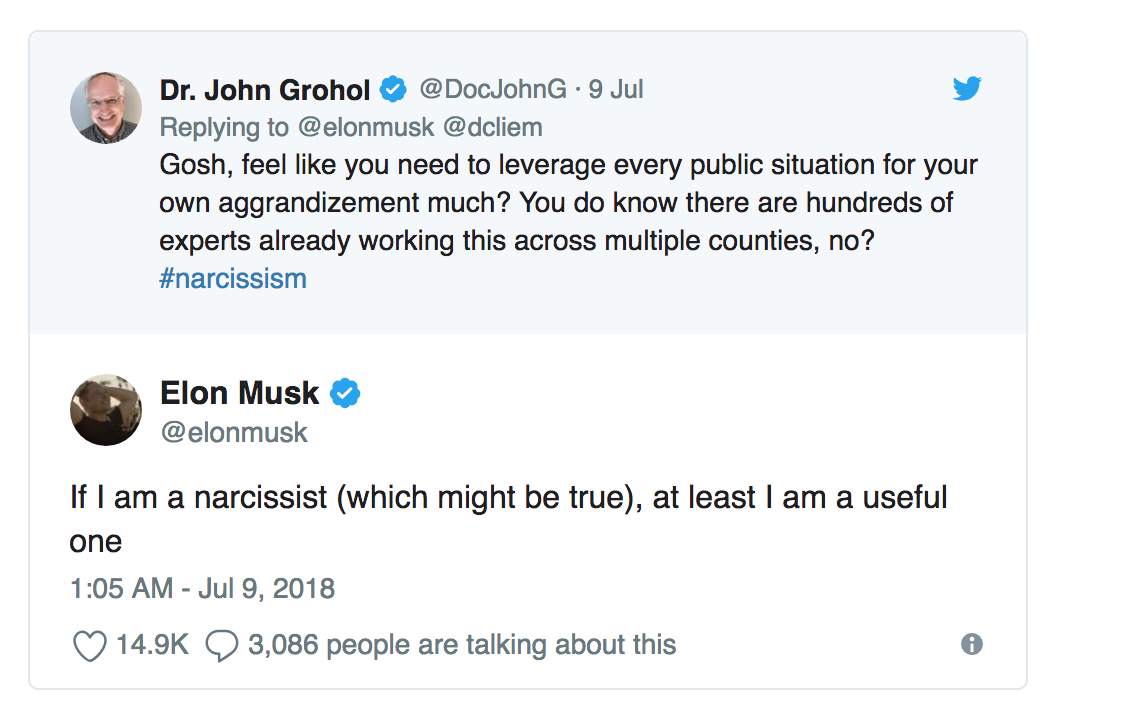 Dr. John Grohol @DocJohnG · 9 Jul
Replying to @elonmusk @dcliem
Gosh, feel like you need to leverage every public situation for your
own aggrandizement much? You do know there are hundreds of
experts already working this across multiple counties, no?
#narcissism
Elon Musk
@elonmusk
If I am a narcissist (which might be true), at least I am a useful
one
1:05 AM - Jul 9, 2018
14.9K 3,086 people are talking about this